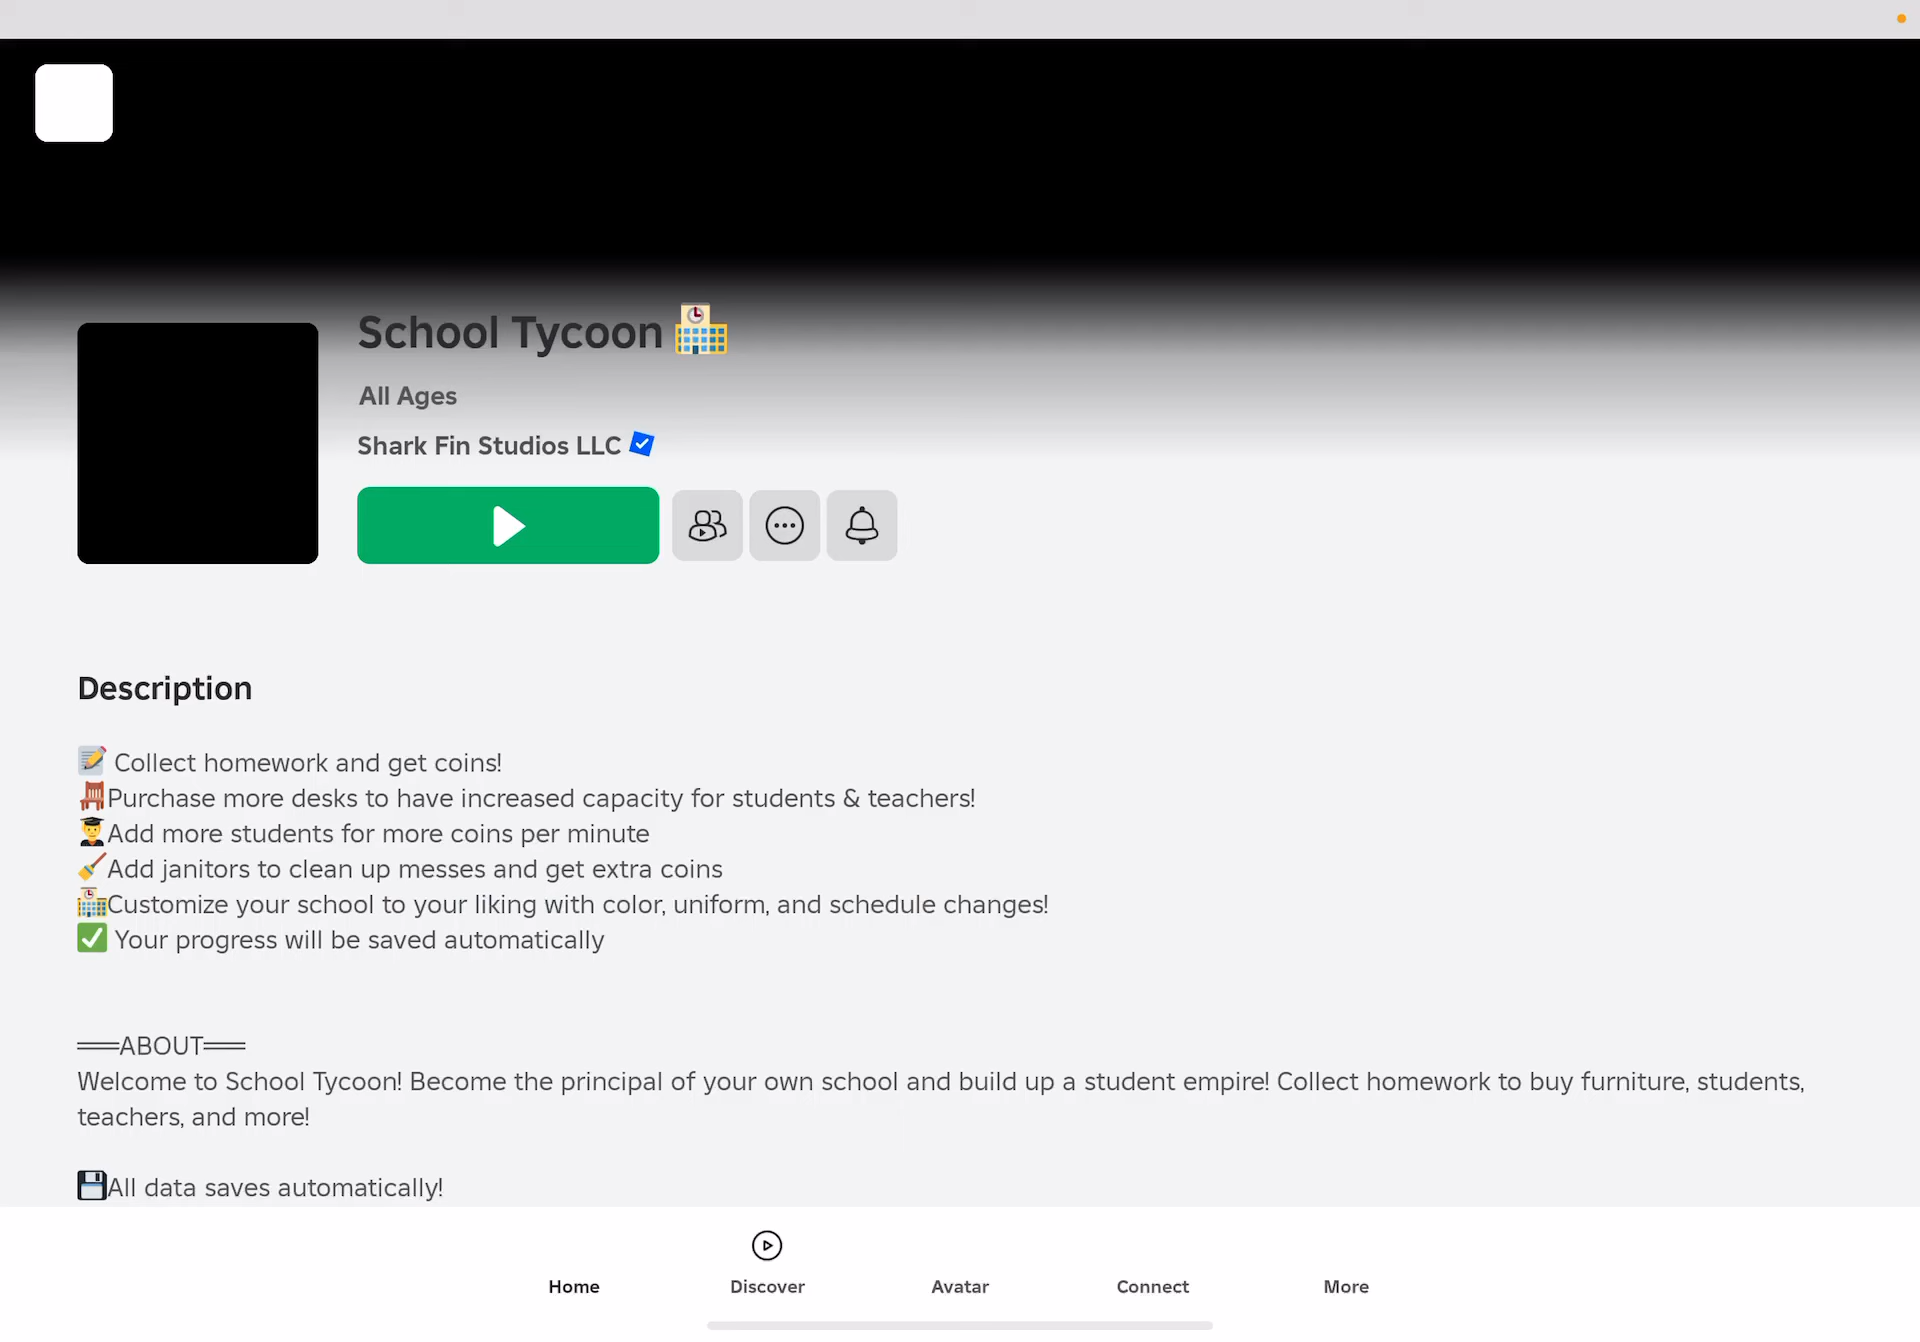 School Tycoon 🏫
All Ages
Shark Fin Studios LLC
Description
📝 Collect homework and get coins!
🪑Purchase more desks to have increased capacity for students & teachers!
👨‍🎓Add more students for more coins per minute
🧹Add janitors to clean up messes and get extra coins
🏫Customize your school to your liking with color, uniform, and schedule changes!
✅ Your progress will be saved automatically
═══ABOUT═══
Welcome to School Tycoon! Become the principal of your own school and build up a student empire! Collect homework to buy furniture, students,
teachers, and more!
💾All data saves automatically!
Home
Discover
Avatar
Connect
More